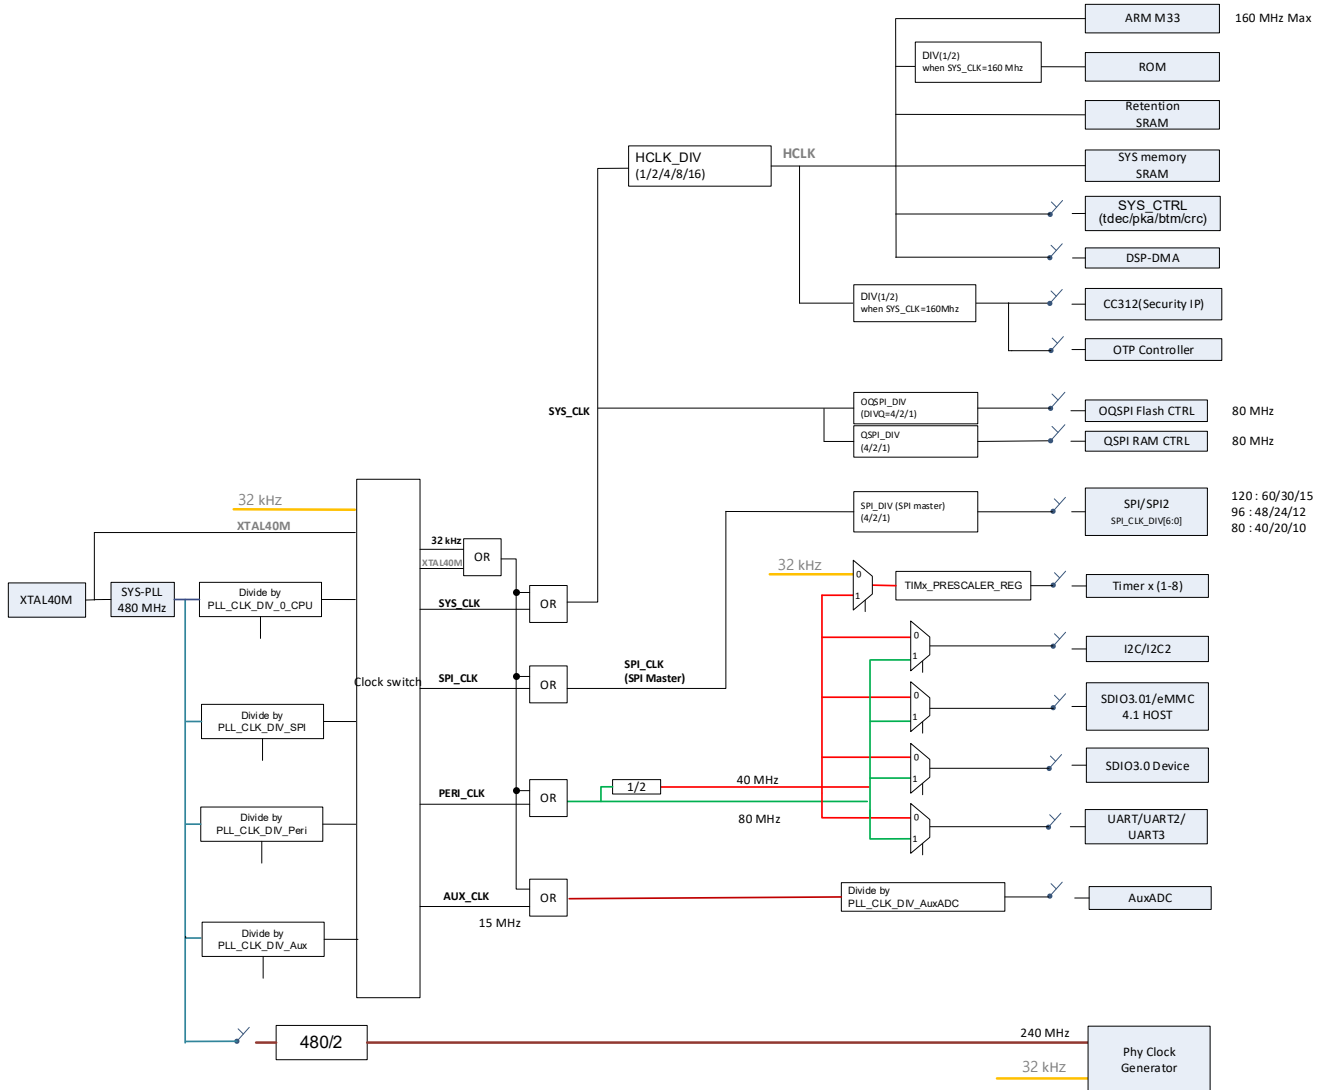 ARM M33
160 MHz Max
DIV(1/2)
when SYS_CLK=160 Mhz
ROM
Retention
SRAM
HCLK_DIV
(1/2/4/8/16)
HCLK
SYS memory
SRAM
SYS_CTRL
(tdec/pka/btm/crc)
DSP-DMA
DIV(1/2)
when SYS_CLK=160Mhz
CC312(Security IP)
OTP Controller
SYS_CLK
OQSPI_DIV
(DIVQ=4/2/1)
OQSPI Flash CTRL
80 MHz
QSPI_DIV
(4/2/1)
QSPI RAM CTRL
80 MHz
32 kHz
XTAL40M
SPI_DIV (SPI master)
(4/2/1)
SPI/SPI2
SPI_CLK_DIV[6:0]
120 : 60/30/15
96 : 48/24/12
80 : 40/20/10
32 kHz
XTAL40M
OR
32 kHz
0
1
TIMx_PRESCALER_REG
Timer x (1-8)
XTAL40M
SYS-PLL
480 MHz
Divide by
PLL_CLK_DIV_0_CPU
SYS_CLK
OR
0
1
I2C/I2C2
Clock switch
SPI_CLK
OR
SPI_CLK
(SPI Master)
0
1
SDIO3.01/eMMC
4.1 HOST
Divide by
PLL_CLK_DIV_SPI
0
1
SDIO3.0 Device
PERI_CLK
OR
1/2
40 MHz
80 MHz
Divide by
PLL_CLK_DIV_Peri
0
1
UART/UART2/
UART3
AUX_CLK
15 MHz
OR
Divide by
PLL_CLK_DIV_AuxADC
AuxADC
Divide by
PLL_CLK_DIV_Aux
480/2
240 MHz
32 kHz
Phy Clock
Generator